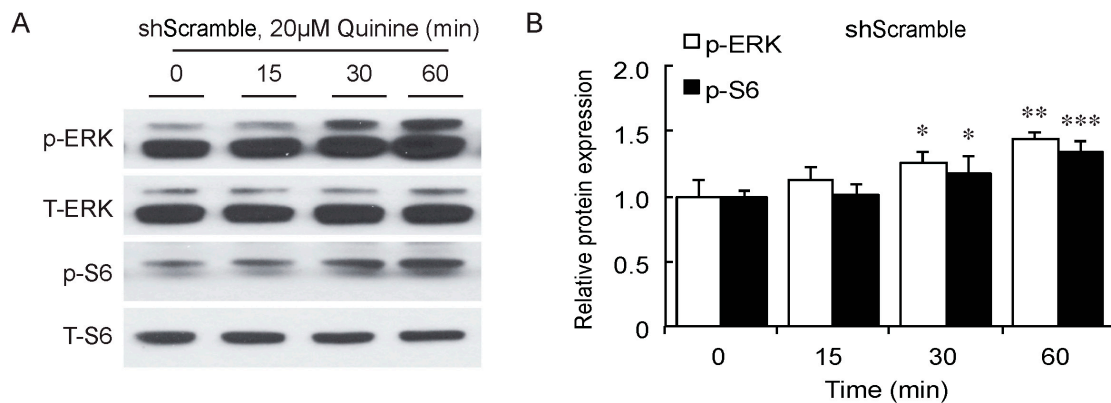 A
shScramble, 20μM Quinine (min)
0 15 30 60
p-ERK
T-ERK
p-S6
T-S6
B
shScramble
p-ERK
p-S6
Relative protein expression
2.0
1.5
1.0
0.5
0
* * ** ***
0 15 30 60
Time (min)